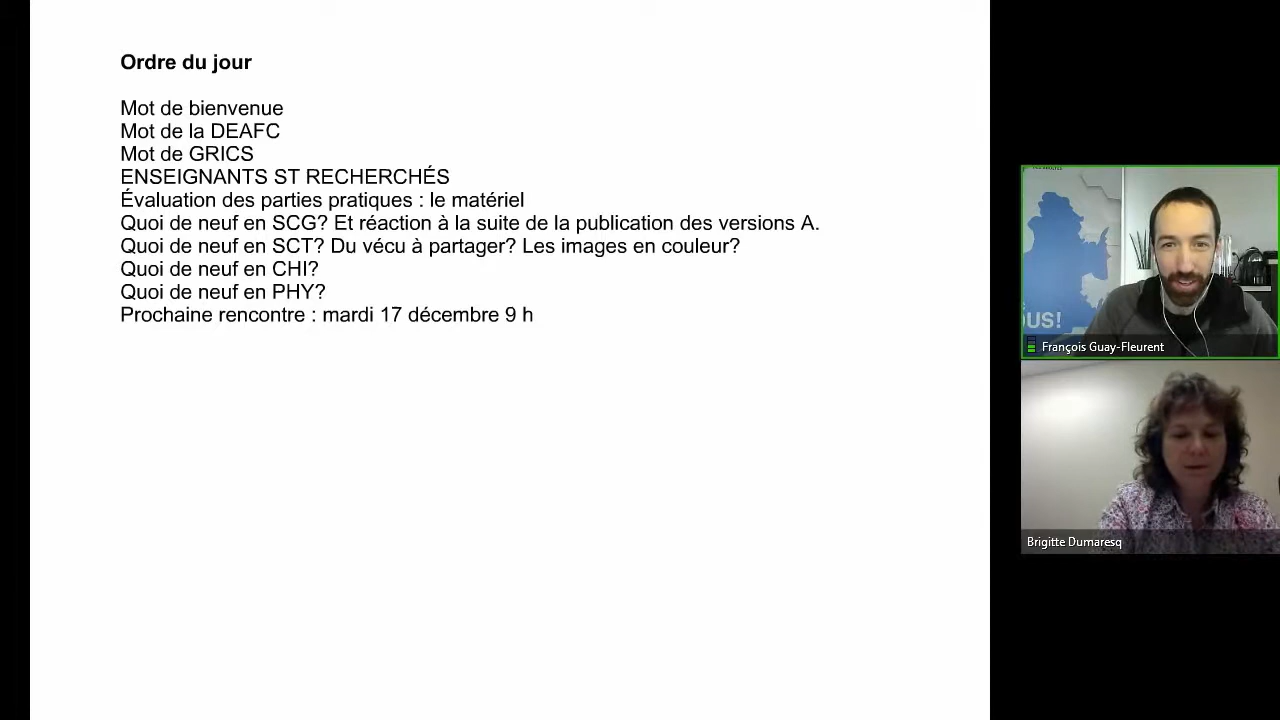 Ordre du jour
Mot de bienvenue
Mot de la DEAFC
Mot de GRICS
ENSEIGNANTS ST RECHERCHÉS
Évaluation des parties pratiques : le matériel
Quoi de neuf en SCG? Et réaction à la suite de la publication des versions A.
Quoi de neuf en SCT? Du vécu à partager? Les images en couleur?
Quoi de neuf en CHI?
Quoi de neuf en PHY?
Prochaine rencontre : mardi 17 décembre 9 h
OUS!
François Guay-Fleurent
Brigitte Dumaresq